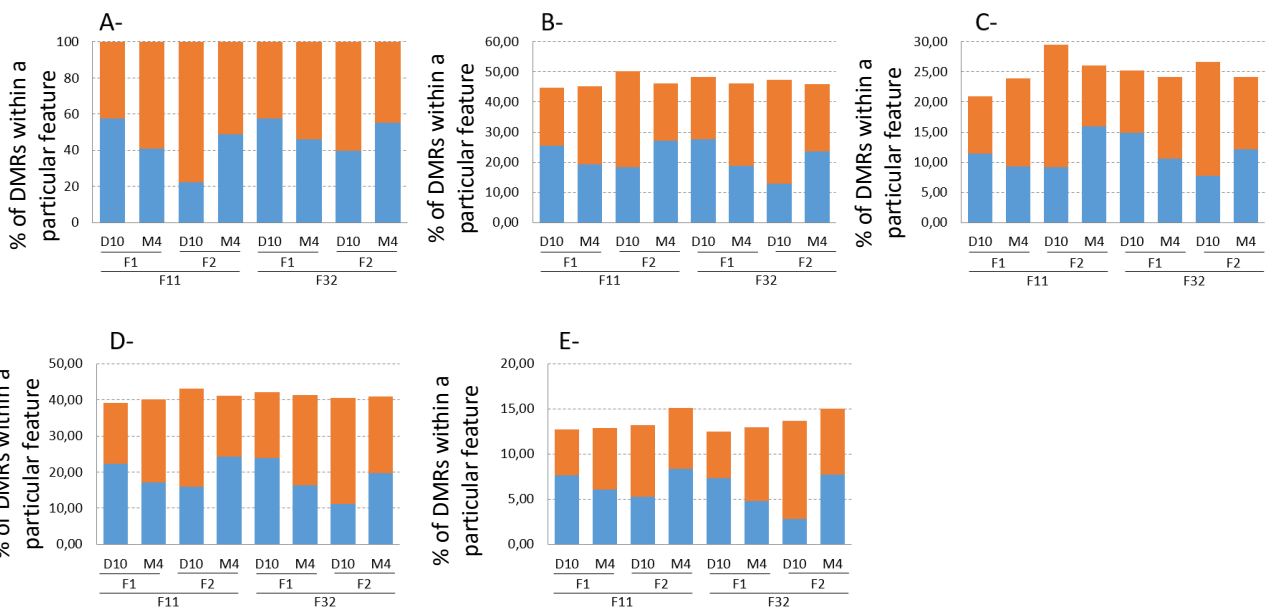 A-
% of DMRs within a
particular feature
100
80
60
40
20
0
D10 M4 D10 M4 D10 M4 D10 M4
F1 F2 F1 F2
F11 F32
B-
% of DMRs within a
particular feature
60,00
50,00
40,00
30,00
20,00
10,00
0,00
D10 M4 D10 M4 D10 M4 D10 M4
F1 F2 F1 F2
F11 F32
C-
% of DMRs within a
particular feature
30,00
25,00
20,00
15,00
10,00
5,00
0,00
D10 M4 D10 M4 D10 M4 D10 M4
F1 F2 F1 F2
F11 F32
D-
% of DMRs within a
particular feature
50,00
40,00
30,00
20,00
10,00
0,00
D10 M4 D10 M4 D10 M4 D10 M4
F1 F2 F1 F2
F11 F32
E-
% of DMRs within a
particular feature
20,00
15,00
10,00
5,00
0,00
D10 M4 D10 M4 D10 M4 D10 M4
F1 F2 F1 F2
F11 F32